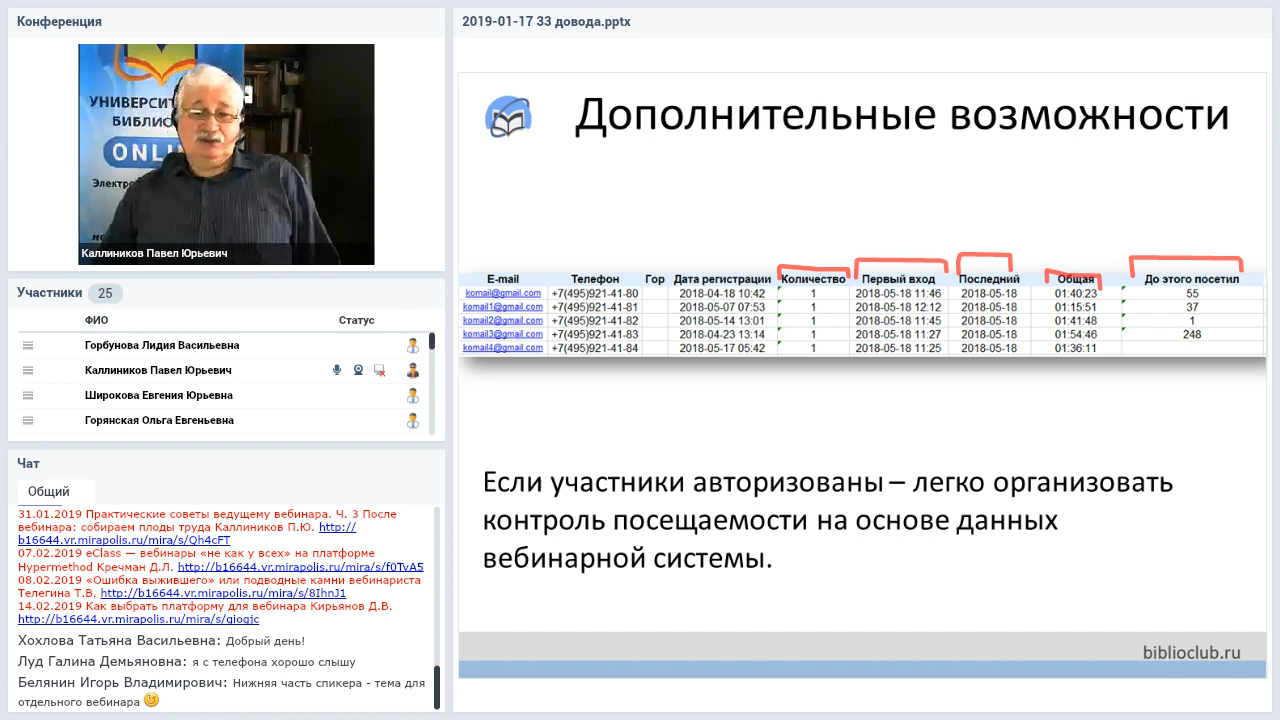 Конференция
УНИВЕРСИТ
БИБЛИО
ONLI
Электро
Каллиников Павел Юрьевич
Участники 25
ФИО Статус
Горбунова Лидия Васильевна
Каллиников Павел Юрьевич
Широкова Евгения Юрьевна
Горянская Ольга Евгеньевна
Чат
Общий
31.01.2019 Практические советы ведущему вебинара. Ч. 3 После
вебинара: собираем плоды труда Каллиников П.Ю. http://
b16644.vr.mirapolis.ru/mira/s/Qh4cFT
07.02.2019 eClass — вебинары «не как у всех» на платформе
Hypermethod Кречман Д.Л. http://b16644.vr.mirapolis.ru/mira/s/f0TvA5
08.02.2019 «Ошибка выжившего» или подводные камни вебинариста
Телегина Т.В. http://b16644.vr.mirapolis.ru/mira/s/8IhnJ1
14.02.2019 Как выбрать платформу для вебинара Кирьянов Д.В.
http://b16644.vr.mirapolis.ru/mira/s/giogjc
Хохлова Татьяна Васильевна: Добрый день!
Луд Галина Демьяновна: я с телефона хорошо слышу
Белянин Игорь Владимирович: Нижняя часть спикера - тема для
отдельного вебинара
2019-01-17 33 довода.pptx
Дополнительные возможности
E-mail Телефон Гор Дата регистрации Количество Первый вход Последний Общая До этого посетил
komail@gmail.com +7(495)921-41-80 2018-04-18 10:42 1 2018-05-18 11:46 2018-05-18 01:40:23 55
komail1@gmail.com +7(495)921-41-81 2018-05-07 07:53 1 2018-05-18 12:12 2018-05-18 01:15:51 37
komail2@gmail.com +7(495)921-41-82 2018-05-14 13:01 1 2018-05-18 11:45 2018-05-18 01:41:48 1
komail3@gmail.com +7(495)921-41-83 2018-04-23 13:14 1 2018-05-18 11:27 2018-05-18 01:54:46 248
komail4@gmail.com +7(495)921-41-84 2018-05-17 05:42 1 2018-05-18 11:25 2018-05-18 01:36:11
Если участники авторизованы – легко организовать
контроль посещаемости на основе данных
вебинарной системы.
biblioclub.ru